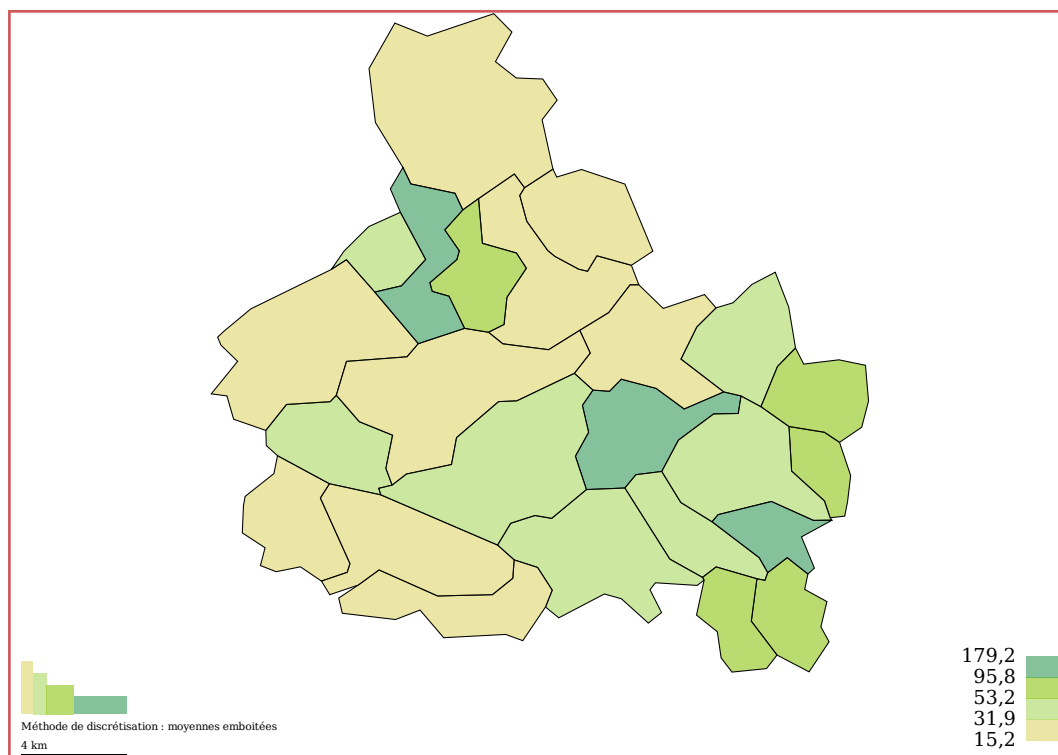 179,2
95,8
53,2
31,9
15,2
Méthode de discrétisation : moyennes emboitées
4 km